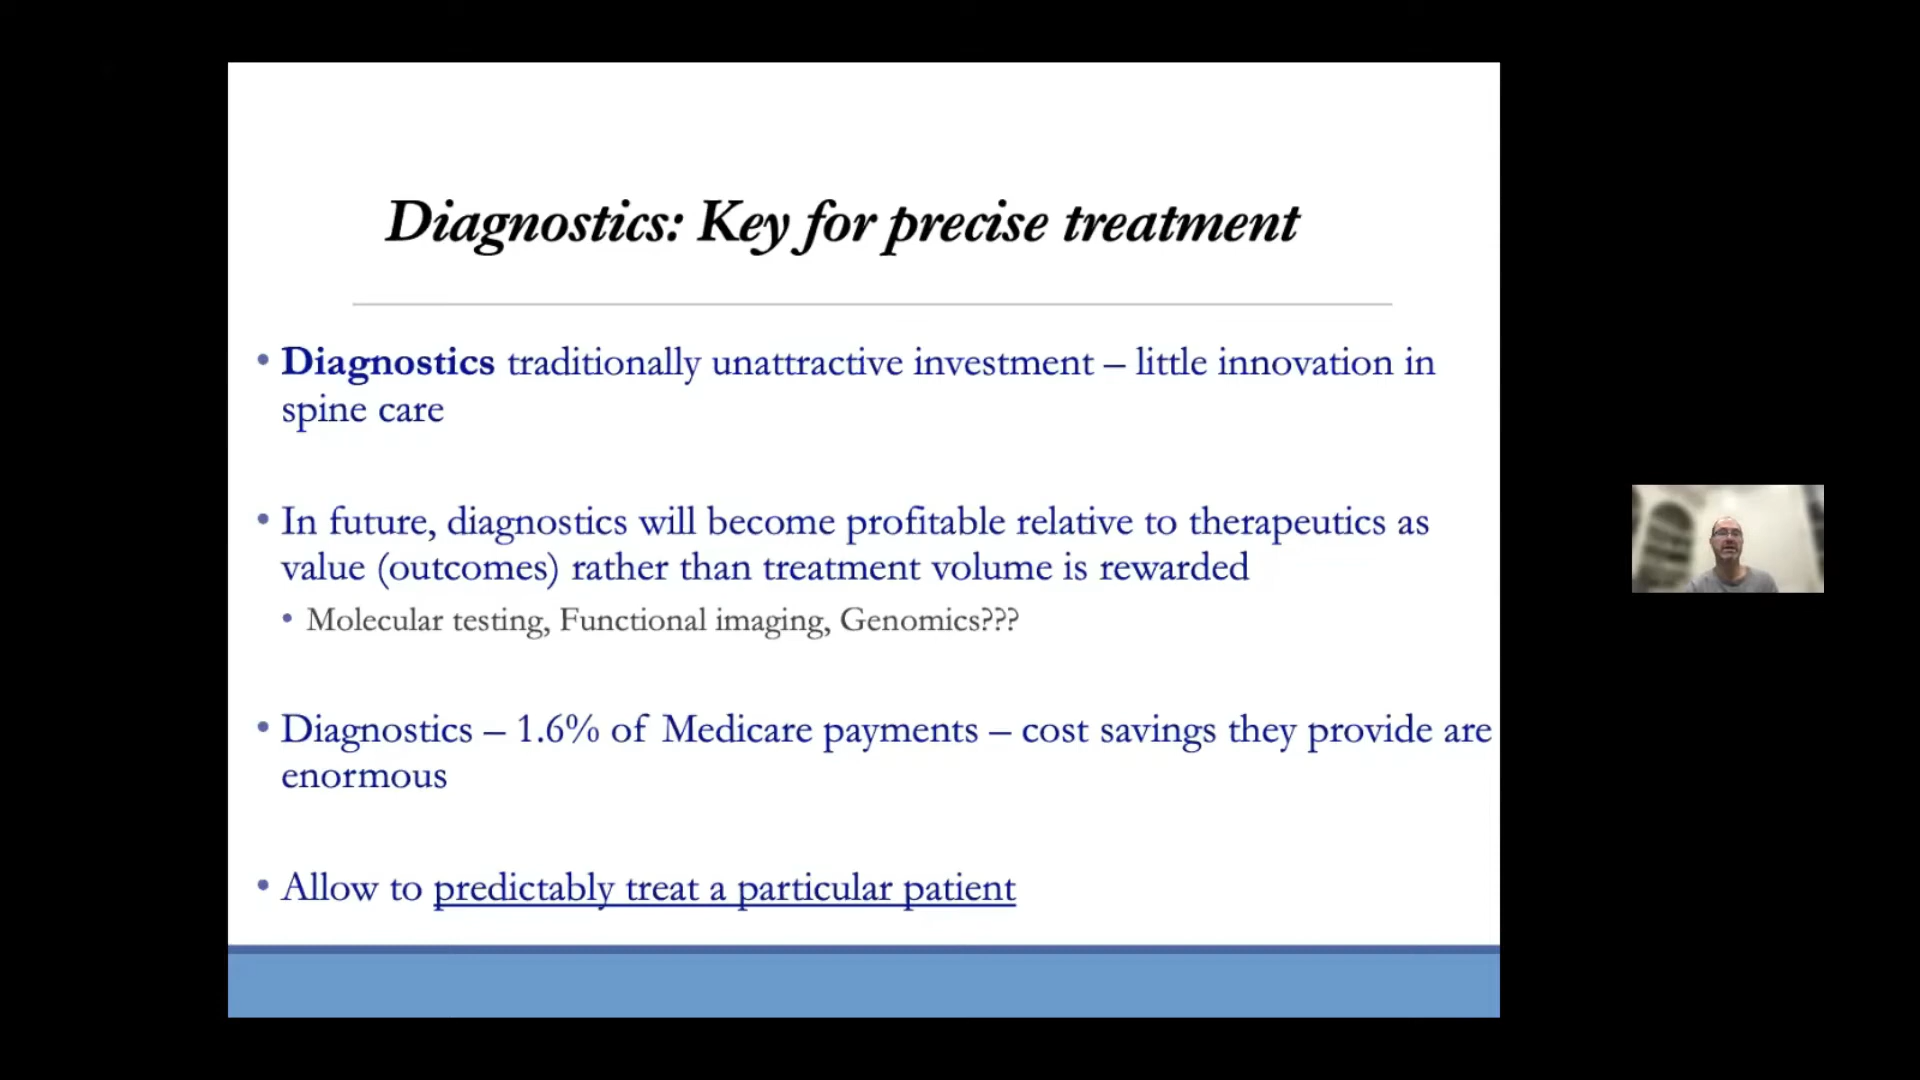 Diagnostics: Key for precise treatment
• Diagnostics traditionally unattractive investment – little innovation in
spine care
• In future, diagnostics will become profitable relative to therapeutics as
value (outcomes) rather than treatment volume is rewarded
• Molecular testing, Functional imaging, Genomics???
• Diagnostics – 1.6% of Medicare payments – cost savings they provide are
enormous
• Allow to predictably treat a particular patient